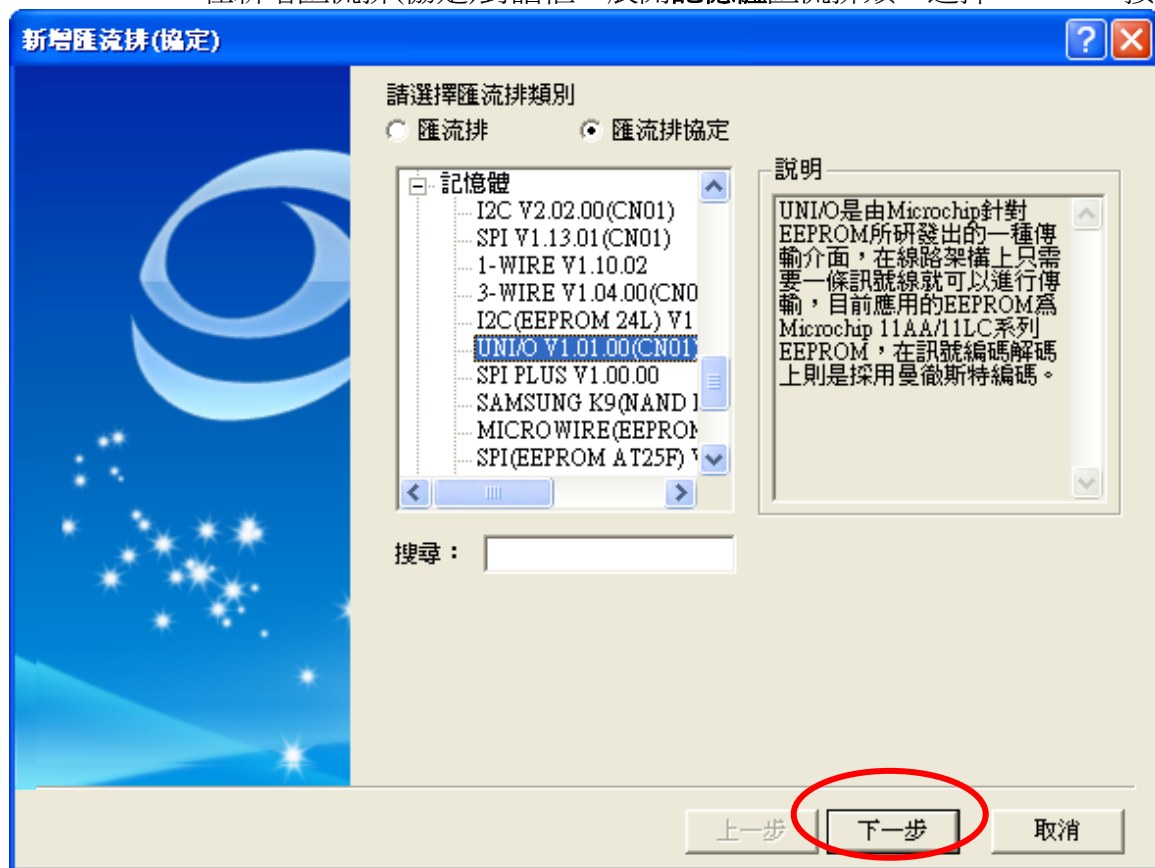 新增匯流排(協定)
請選擇匯流排類別
匯流排
匯流排協定
記憶體
I2C V2.02.00(CN01)
SPI V1.13.01(CN01)
1-WIRE V1.10.02
3-WIRE V1.04.00(CN0
I2C(EEPROM 24L) V1
UNI/O V1.01.00(CN01)
SPI PLUS V1.00.00
SAMSUNG K9(NAND
MICROWIRE(EEPROM
SPI(EEPROM AT25F)
說明
UNI/O是由Microchip針對
EEPROM所研發出的一種傳
輸介面，在線路架構上只需
要一條訊號線就可以進行傳
輸，目前應用的EEPROM為
Microchip 11AA/11LC系列
EEPROM，在訊號編碼解碼
上則是採用曼徹斯特編碼。
搜尋：
上一步
下一步
取消